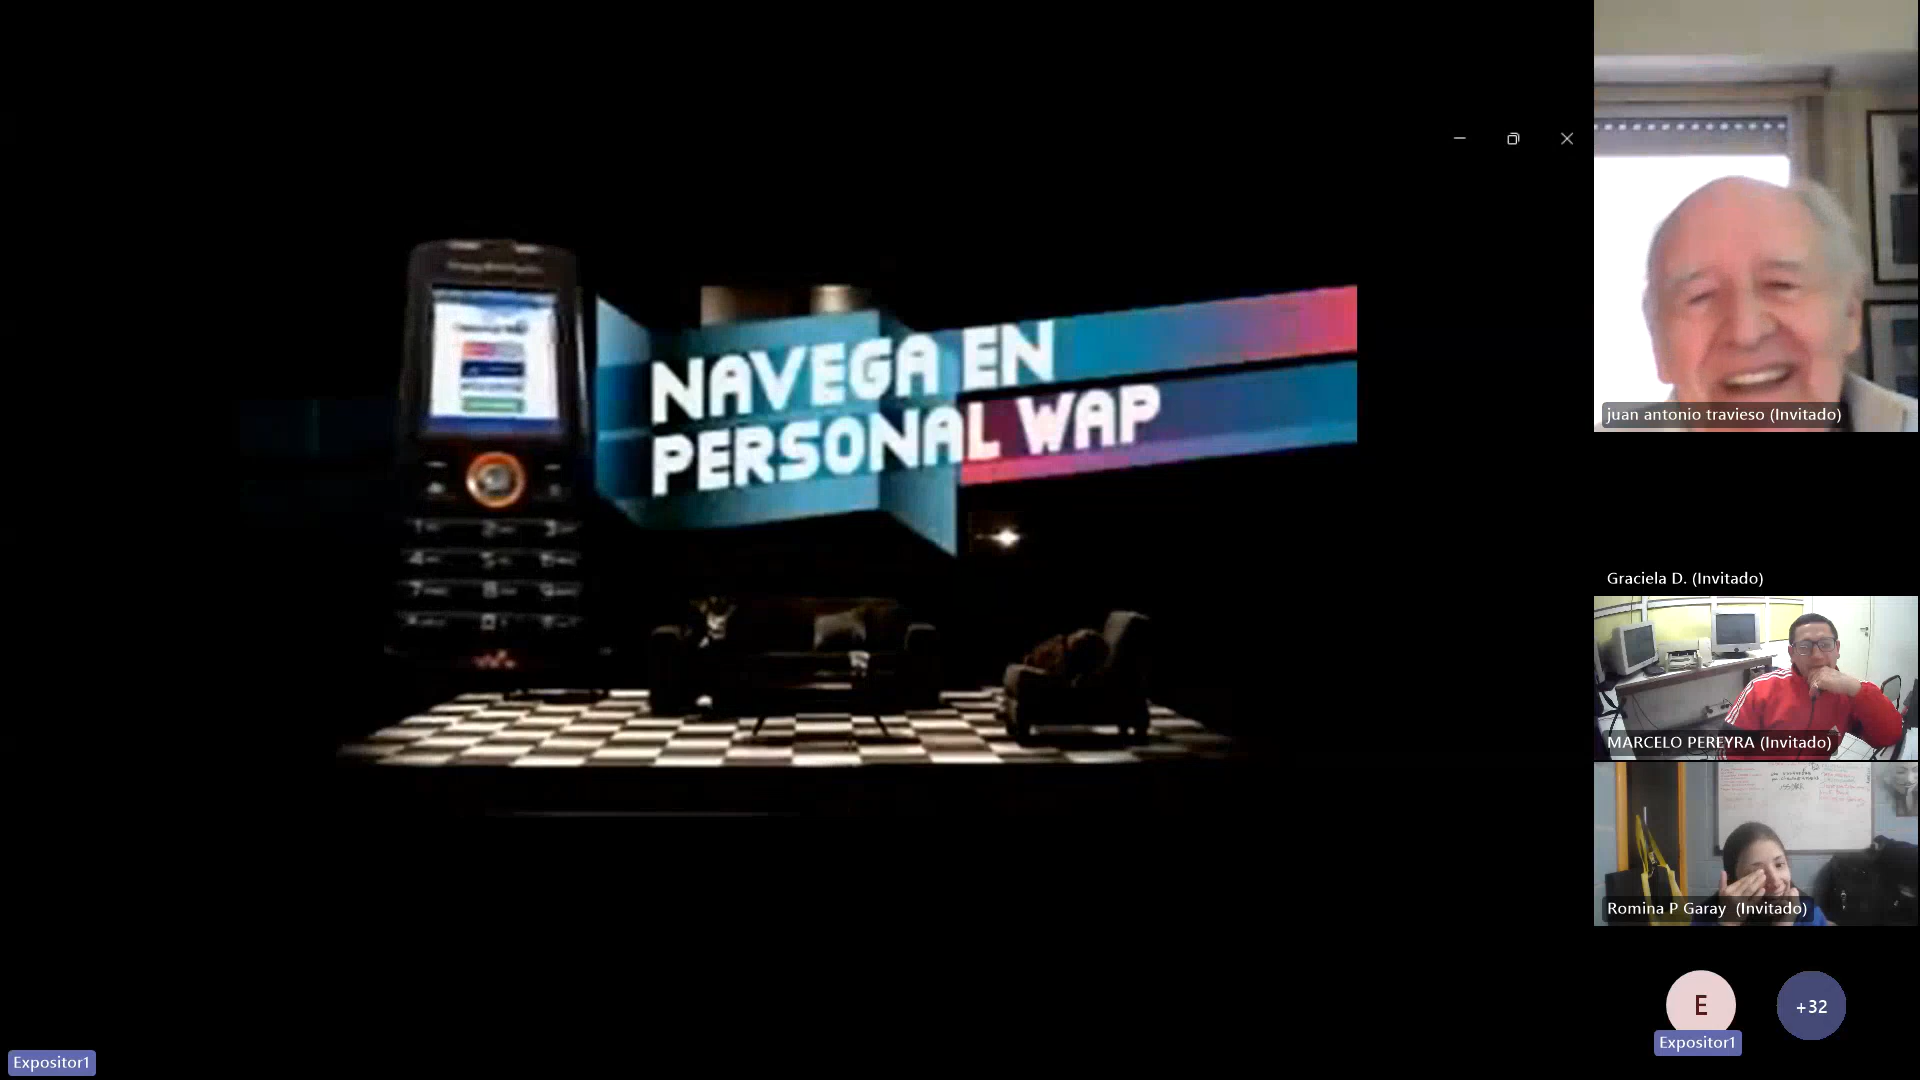 NAVEGA EN
PERSONAL WAP
juan antonio travieso (Invitado)
Graciela D. (Invitado)
MARCELO PEREYRA (Invitado)
Romina P Garay (Invitado)
E
+32
Expositor1
Expositor1